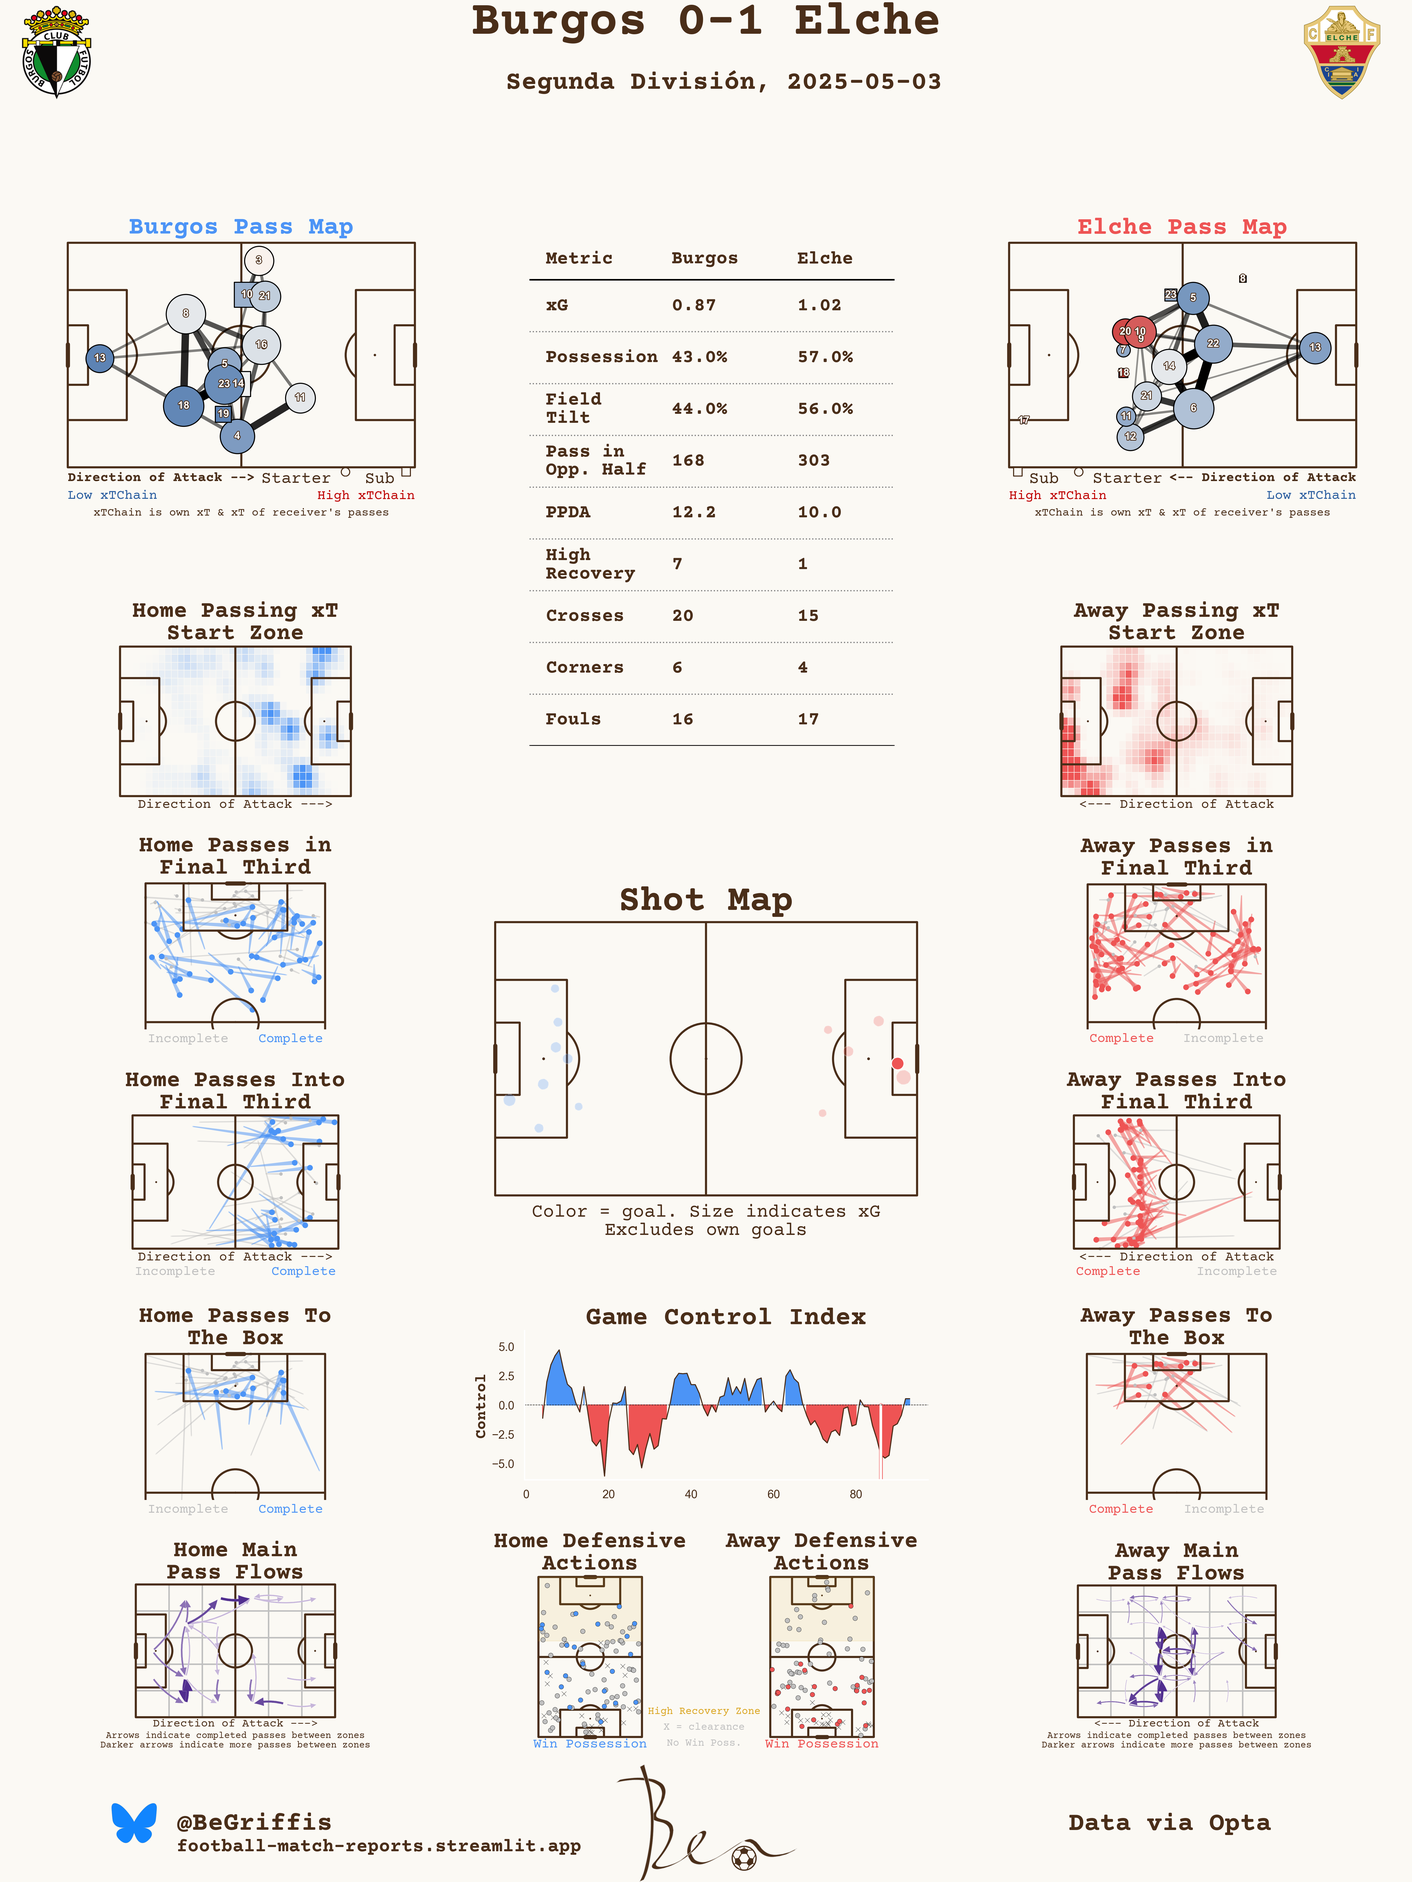 Burgos 0-1 Elche
Segunda División, 2025-05-03
CLUB
BURGOS
FUTBOL
C F
ELCHE
Burgos Pass Map
3
10 21
8
16
13
5
23 14
11
18
19
4
Direction of Attack --> Starter Sub
Low xTChain High xTChain
xTChain is own xT & xT of receiver's passes
Metric Burgos Elche
xG 0.87 1.02
Possession 43.0% 57.0%
Field
Tilt 44.0% 56.0%
Pass in
Opp. Half 168 303
PPDA 12.2 10.0
High
Recovery 7 1
Crosses 20 15
Corners 6 4
Fouls 16 17
Elche Pass Map
8
23 5
20 10
9
7
22
13
14
18
21
6
11
17
12
Sub Starter <-- Direction of Attack
High xTChain Low xTChain
xTChain is own xT & xT of receiver's passes
Home Passing xT
Start Zone
Direction of Attack --->
Away Passing xT
Start Zone
<--- Direction of Attack
Home Passes in
Final Third
Incomplete Complete
Away Passes in
Final Third
Complete Incomplete
Shot Map
Color = goal. Size indicates xG
Excludes own goals
Home Passes Into
Final Third
Direction of Attack --->
Incomplete Complete
Away Passes Into
Final Third
<--- Direction of Attack
Complete Incomplete
Home Passes To
The Box
Incomplete Complete
Game Control Index
Control
5.0
2.5
0.0
−2.5
−5.0
0 20 40 60 80
Away Passes To
The Box
Complete Incomplete
Home Main
Pass Flows
Direction of Attack --->
Arrows indicate completed passes between zones
Darker arrows indicate more passes between zones
Home Defensive
Actions
Win Possession
High Recovery Zone
X = clearance
No Win Poss.
Away Defensive
Actions
Win Possession
Away Main
Pass Flows
<--- Direction of Attack
Arrows indicate completed passes between zones
Darker arrows indicate more passes between zones
@BeGriffis
football-match-reports.streamlit.app
Ben
Data via Opta